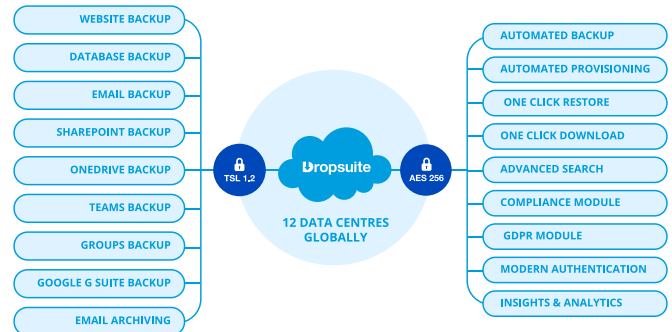 WEBSITE BACKUP
DATABASE BACKUP
EMAIL BACKUP
SHAREPOINT BACKUP
ONEDRIVE BACKUP
TEAMS BACKUP
GROUPS BACKUP
GOOGLE G SUITE BACKUP
EMAIL ARCHIVING
TSL 1,2
Dropsuite
12 DATA CENTRES
GLOBALLY
AES 256
AUTOMATED BACKUP
AUTOMATED PROVISIONING
ONE CLICK RESTORE
ONE CLICK DOWNLOAD
ADVANCED SEARCH
COMPLIANCE MODULE
GDPR MODULE
MODERN AUTHENTICATION
INSIGHTS & ANALYTICS